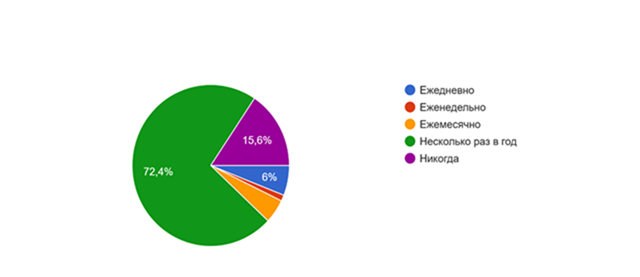 Ежедневно
Еженедельно
Ежемесячно
Несколько раз в год
Никогда
15,6%
72,4%
6%